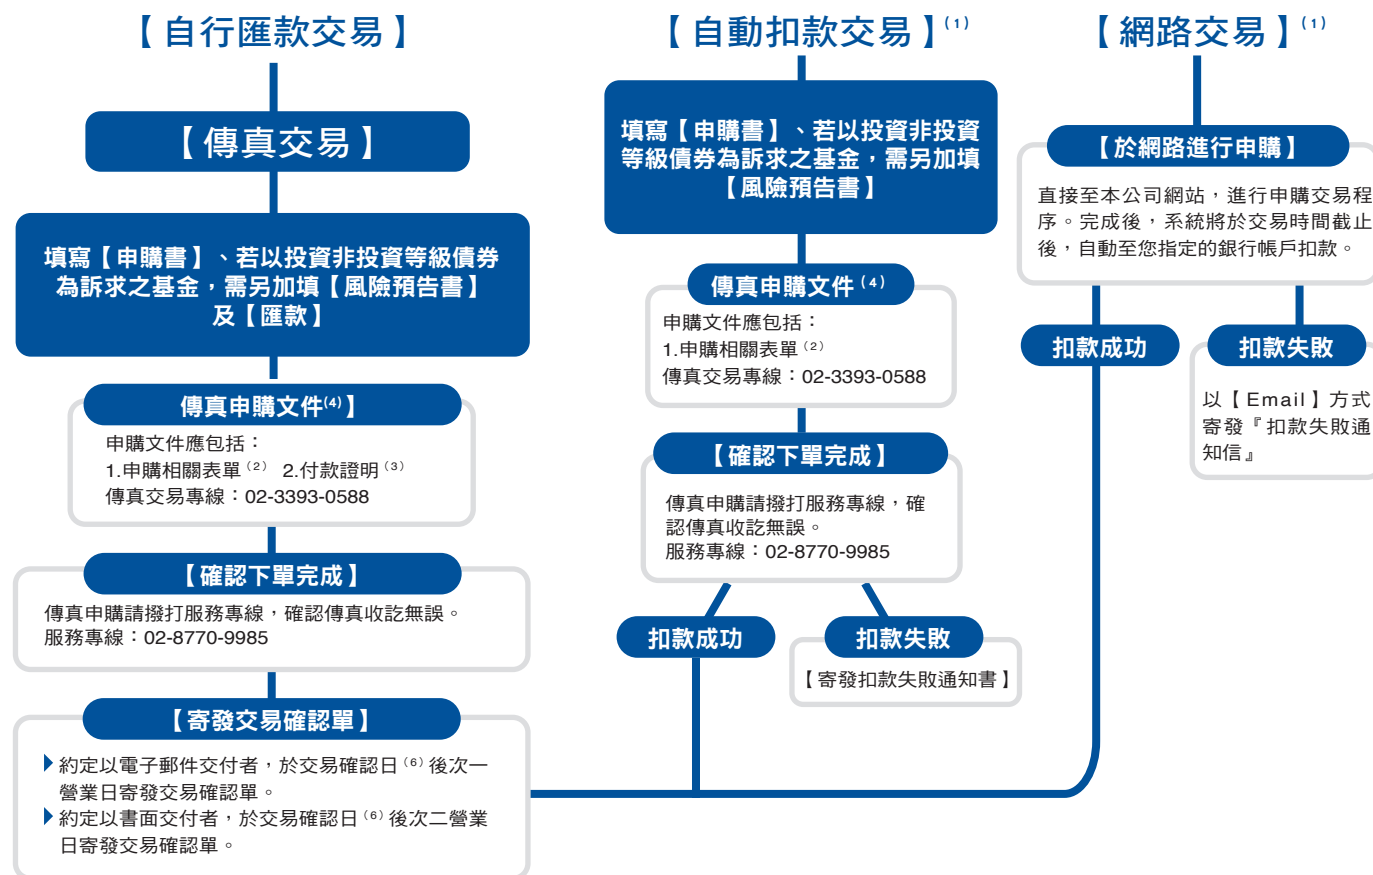 【自行匯款交易】
【傳真交易】
填寫【申購書】、若以投資非投資等級債券
為訴求之基金，需另加填【風險預告書】
及【匯款】
傳真申購文件(4)】
申購文件應包括：
1.申購相關表單(2) 2.付款證明(3)
傳真交易專線：02-3393-0588
【確認下單完成】
傳真申購請撥打服務專線，確認傳真收訖無誤。
服務專線：02-8770-9985
【寄發交易確認單】
約定以電子郵件交付者，於交易確認日(6)後次一
營業日寄發交易確認單。
約定以書面交付者，於交易確認日(6)後次二營業
日寄發交易確認單。
【自動扣款交易】(1)
填寫【申購書】、若以投資非投資
等級債券為訴求之基金，需另加填
【風險預告書】
傳真申購文件(4)
申購文件應包括：
1.申購相關表單(2)
傳真交易專線：02-3393-0588
【確認下單完成】
傳真申購請撥打服務專線，確
認傳真收訖無誤。
服務專線：02-8770-9985
扣款成功
扣款失敗
【寄發扣款失敗通知書】
【網路交易】(1)
【於網路進行申購】
直接至本公司網站，進行申購交易程
序。完成後，系統將於交易時間截止
後，自動至您指定的銀行帳戶扣款。
扣款成功
扣款失敗
以【Email】方式
寄發『扣款失敗通
知信』